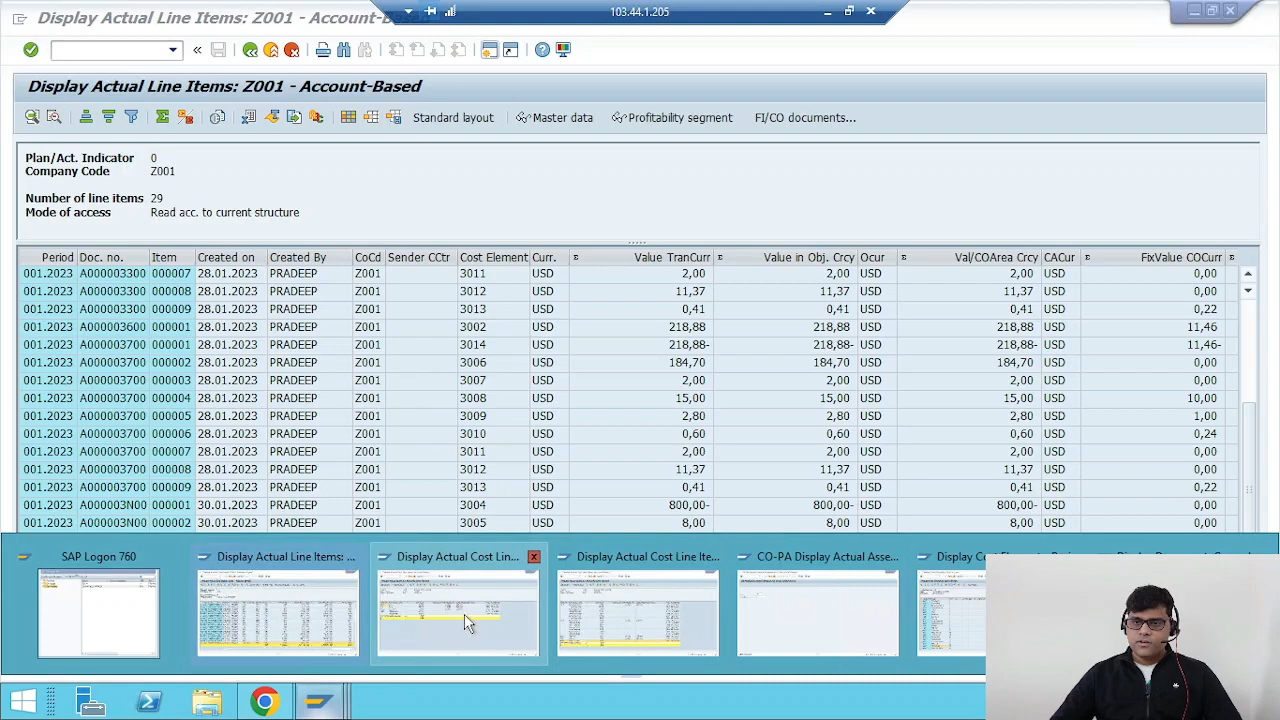 Display Actual Line Items: Z001 - Account-Based
103.44.1.205
Display Actual Line Items: Z001 - Account-Based
Standard layout Master data Profitability segment FI/CO documents...
Plan/Act. Indicator 0
Company Code Z001
Number of line items 29
Mode of access Read acc. to current structure
Period Doc. no. Item Created on Created By CoCd Sender CCtr Cost Element Curr. Σ Value TranCurr Σ Value in Obj. Crcy Ocur Σ Val/COArea Crcy CACur Σ FixValue COCurr Σ
001.2023 A000003300 000007 28.01.2023 PRADEEP Z001 3011 USD 2,00 2,00 USD 2,00 USD 0,00
001.2023 A000003300 000008 28.01.2023 PRADEEP Z001 3012 USD 11,37 11,37 USD 11,37 USD 0,00
001.2023 A000003300 000009 28.01.2023 PRADEEP Z001 3013 USD 0,41 0,41 USD 0,41 USD 0,22
001.2023 A000003600 000001 28.01.2023 PRADEEP Z001 3002 USD 218,88 218,88 USD 218,88 USD 11,46
001.2023 A000003700 000001 28.01.2023 PRADEEP Z001 3014 USD 218,88- 218,88- USD 218,88- USD 11,46-
001.2023 A000003700 000002 28.01.2023 PRADEEP Z001 3006 USD 184,70 184,70 USD 184,70 USD 0,00
001.2023 A000003700 000003 28.01.2023 PRADEEP Z001 3007 USD 2,00 2,00 USD 2,00 USD 0,00
001.2023 A000003700 000004 28.01.2023 PRADEEP Z001 3008 USD 15,00 15,00 USD 15,00 USD 10,00
001.2023 A000003700 000005 28.01.2023 PRADEEP Z001 3009 USD 2,80 2,80 USD 2,80 USD 1,00
001.2023 A000003700 000006 28.01.2023 PRADEEP Z001 3010 USD 0,60 0,60 USD 0,60 USD 0,24
001.2023 A000003700 000007 28.01.2023 PRADEEP Z001 3011 USD 2,00 2,00 USD 2,00 USD 0,00
001.2023 A000003700 000008 28.01.2023 PRADEEP Z001 3012 USD 11,37 11,37 USD 11,37 USD 0,00
001.2023 A000003700 000009 28.01.2023 PRADEEP Z001 3013 USD 0,41 0,41 USD 0,41 USD 0,22
001.2023 A000003N00 000001 30.01.2023 PRADEEP Z001 3004 USD 800,00- 800,00- USD 800,00- USD 0,00
001.2023 A000003N00 000002 30.01.2023 PRADEEP Z001 3005 USD 8,00 8,00 USD 8,00 USD 0,00
SAP Logon 760 Display Actual Line Items: ... Display Actual Cost Lin... Display Actual Cost Line Ite... CO-PA Display Actual Asse...